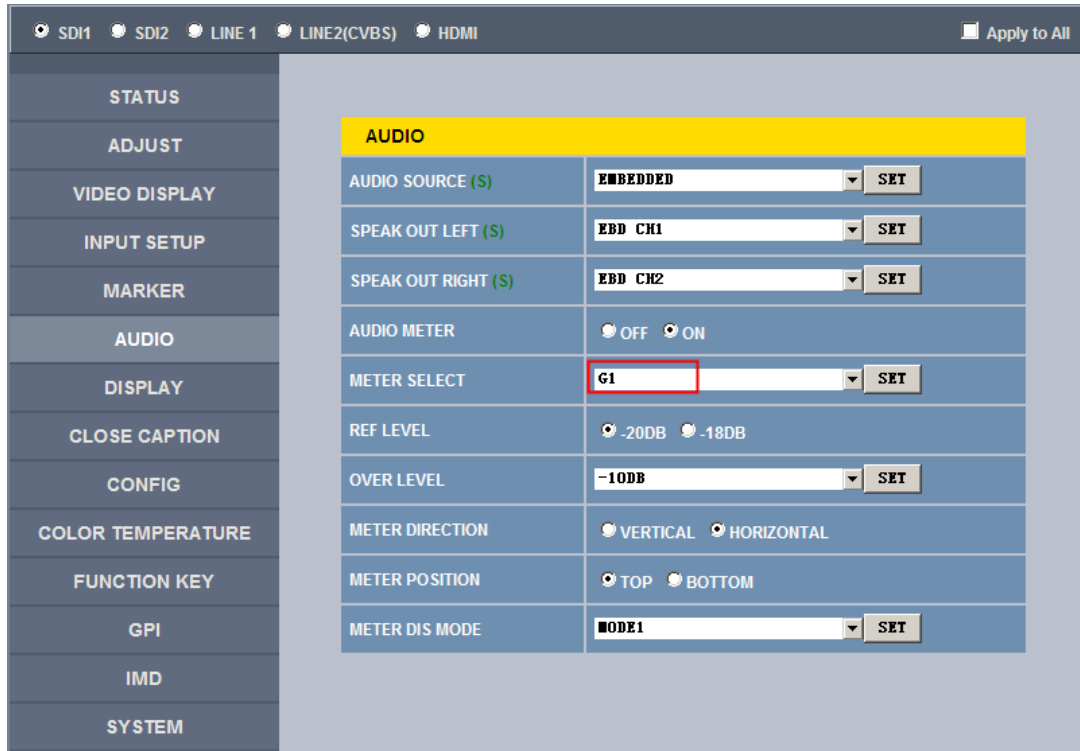 SDI1 SDI2 LINE 1 LINE2(CVBS) HDMI Apply to All
STATUS
ADJUST
VIDEO DISPLAY
INPUT SETUP
MARKER
AUDIO
DISPLAY
CLOSE CAPTION
CONFIG
COLOR TEMPERATURE
FUNCTION KEY
GPI
IMD
SYSTEM
AUDIO
AUDIO SOURCE (S) EMBEDDED SET
SPEAK OUT LEFT (S) EBD CH1 SET
SPEAK OUT RIGHT (S) EBD CH2 SET
AUDIO METER OFF ON
METER SELECT G1 SET
REF LEVEL -20DB -18DB
OVER LEVEL -10DB SET
METER DIRECTION VERTICAL HORIZONTAL
METER POSITION TOP BOTTOM
METER DIS MODE MODE1 SET